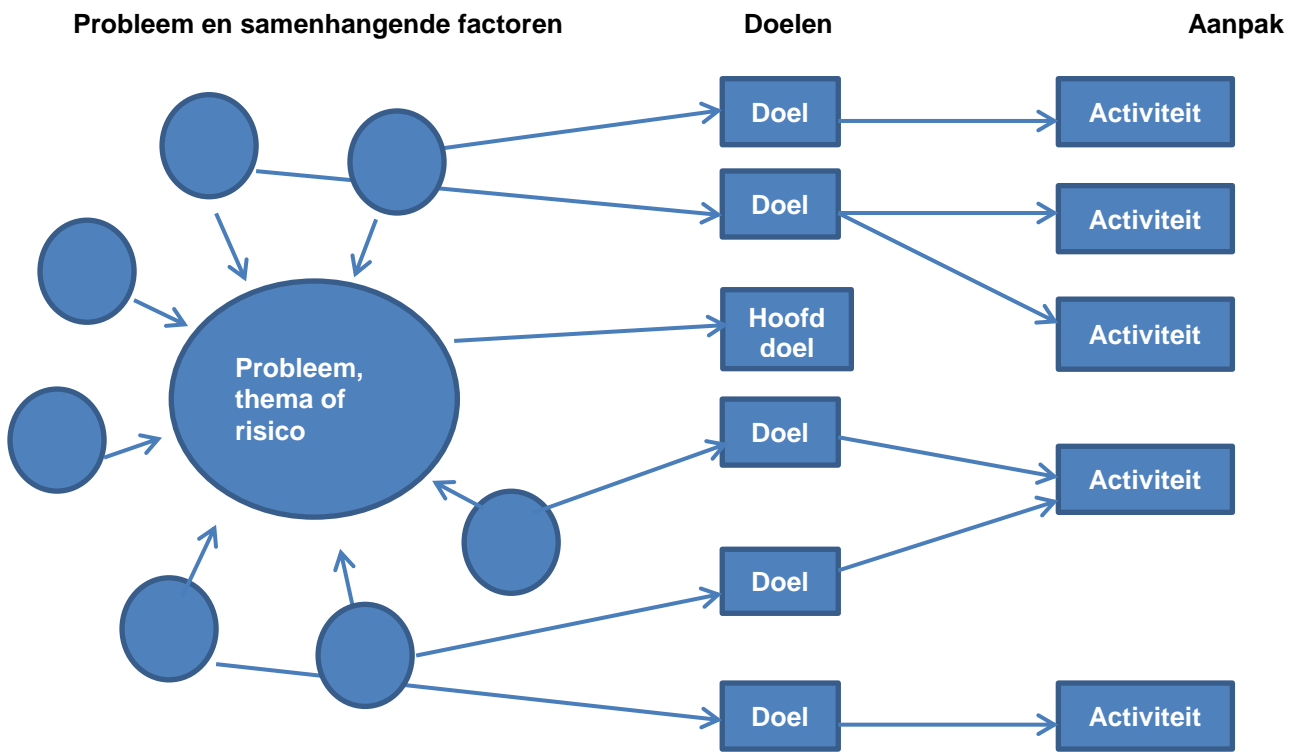 Probleem en samenhangende factoren Doelen Aanpak
Doel
Activiteit
Doel
Activiteit
Hoofd
doel
Activiteit
Probleem,
thema of
risico
Doel
Activiteit
Doel
Doel
Activiteit